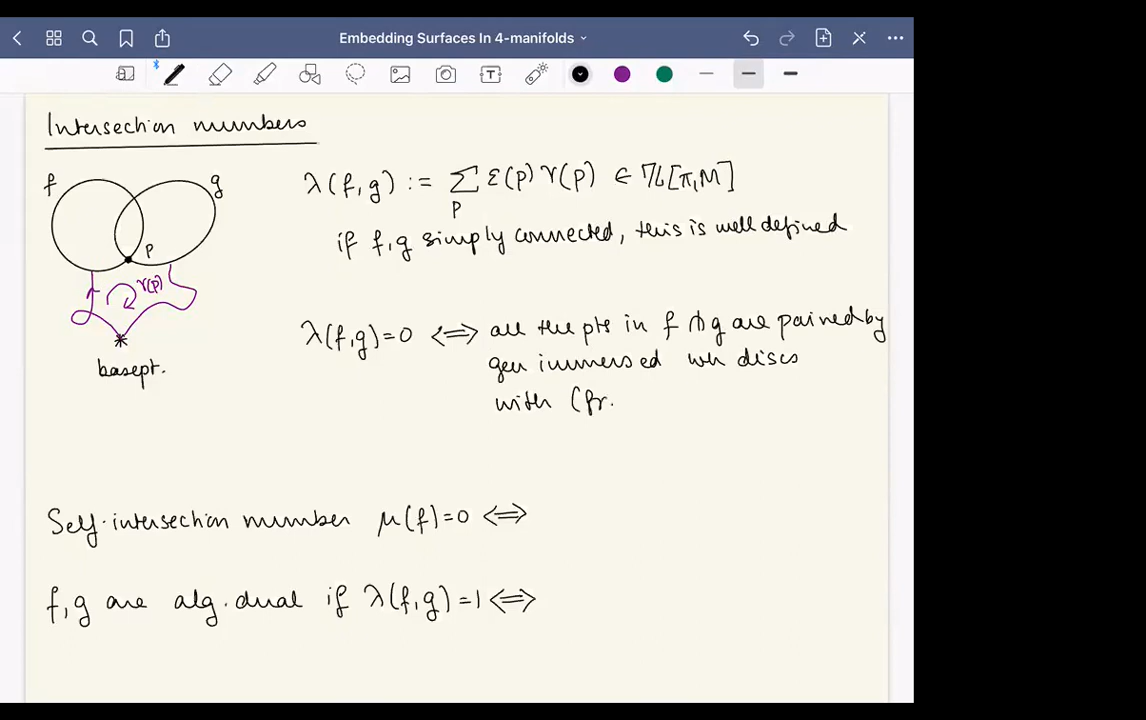 Embedding Surfaces In 4-manifolds
Intersection numbers
f
g
p
γ(p)
basept.
λ(f,g) := ∑ ε(p) γ(p) ∈ ℤ[π₁M]
p
if f,g simply connected, this is well defined
λ(f,g)=0 ⟺ all the pts in f ⋔ g are paired by
gen immersed wh discs
with (fr.
Self-intersection number μ(f)=0 ⟺
f,g are alg. dual if λ(f,g)=1 ⟺